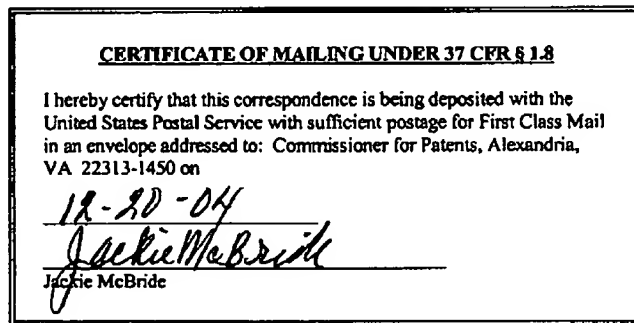 CERTIFICATE OF MAILING UNDER 37 CFR § 1.8
I hereby certify that this correspondence is being deposited with the
United States Postal Service with sufficient postage for First Class Mail
in an envelope addressed to: Commissioner for Patents, Alexandria,
VA 22313-1450 on
12-20-04
Jackie McBride
Jackie McBride